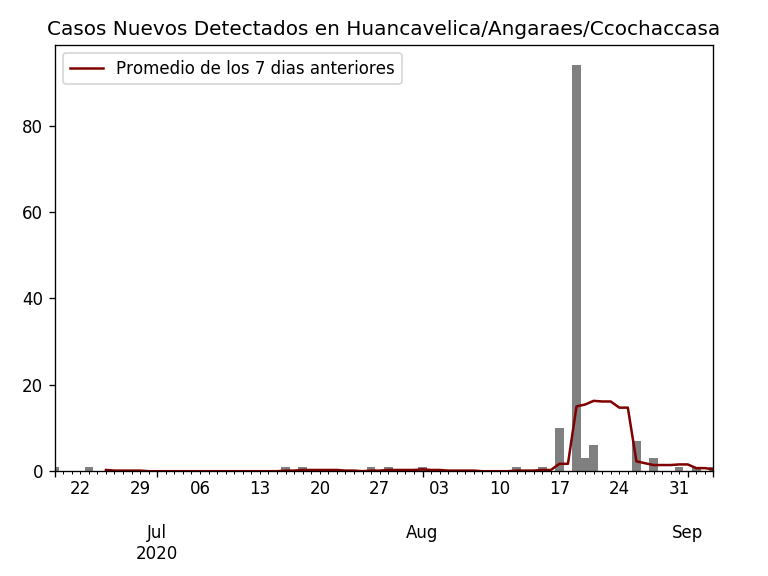 Casos Nuevos Detectados en Huancavelica/Angaraes/Ccochaccasa
Promedio de los 7 dias anteriores
80
60
40
20
0
22 29 06 13 20 27 03 10 17 24 31
Jul Aug Sep
2020